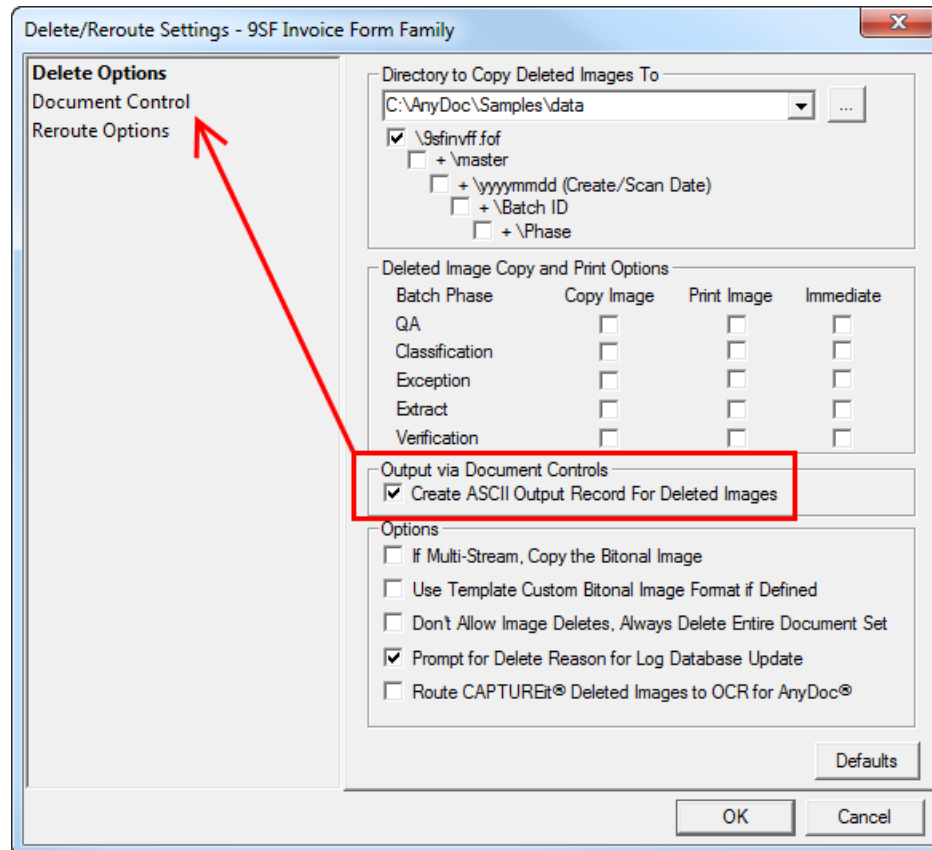 Delete/Reroute Settings - 9SF Invoice Form Family
x
Delete Options
Document Control
Reroute Options
Directory to Copy Deleted Images To
C:\AnyDoc\Samples\data
...
\9sfinvff.fof
+ \master
+ \yyyymmdd (Create/Scan Date)
+ \Batch ID
+ \Phase
Deleted Image Copy and Print Options
Batch Phase Copy Image Print Image Immediate
QA
Classification
Exception
Extract
Verification
Output via Document Controls
Create ASCII Output Record For Deleted Images
Options
If Multi-Stream, Copy the Bitonal Image
Use Template Custom Bitonal Image Format if Defined
Don't Allow Image Deletes, Always Delete Entire Document Set
Prompt for Delete Reason for Log Database Update
Route CAPTUREit® Deleted Images to OCR for AnyDoc®
Defaults
OK Cancel